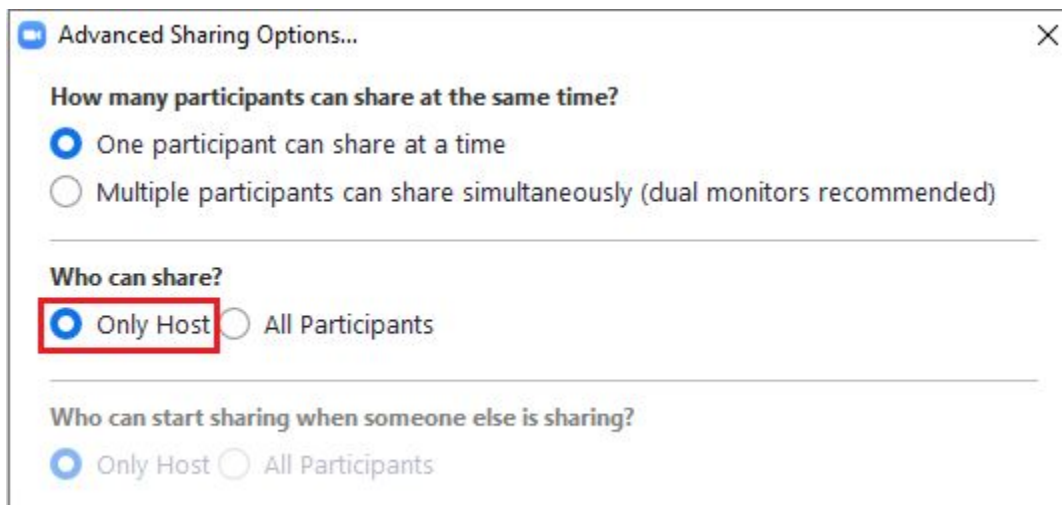 Advanced Sharing Options...
How many participants can share at the same time?
One participant can share at a time
Multiple participants can share simultaneously (dual monitors recommended)
Who can share?
Only Host All Participants
Who can start sharing when someone else is sharing?
Only Host All Participants